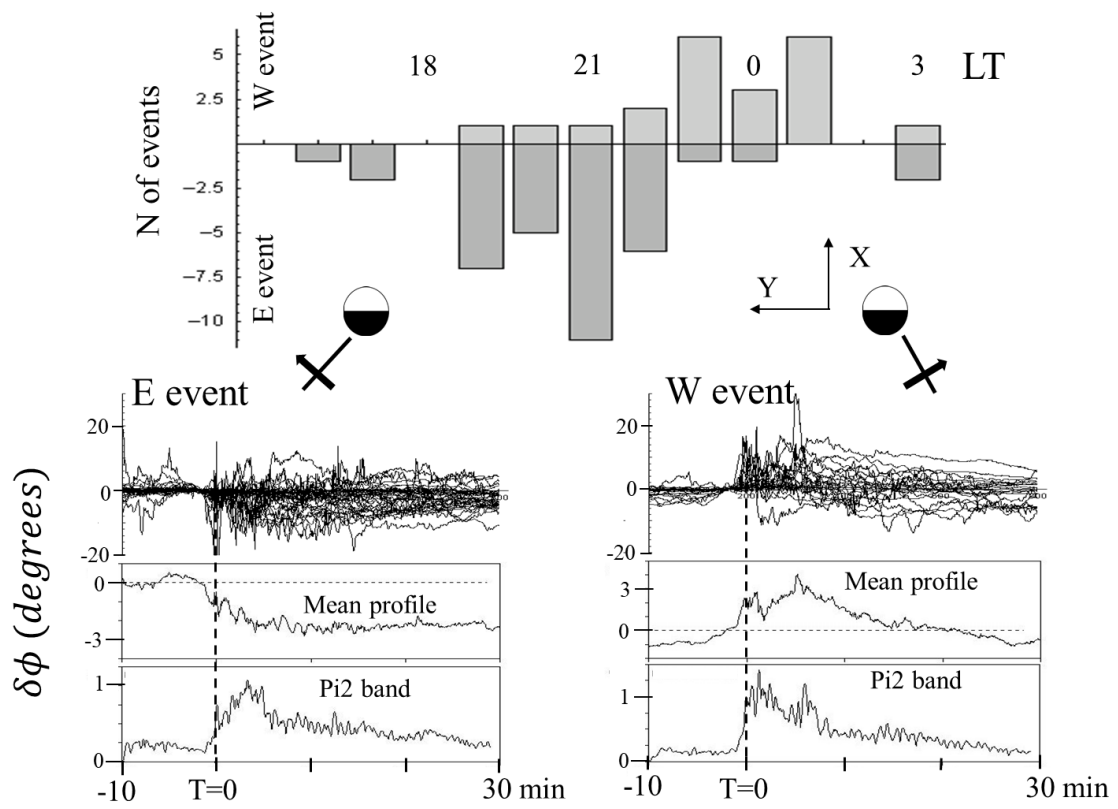 W event
N of events
E event
5
2.5
−2.5
−5
−7.5
−10
18 21 0 3 LT
X
Y
E event
W event
δϕ (degrees)
20
0
-20
20
0
-20
Mean profile
0
-3
Mean profile
3
0
Pi2 band
1
0
Pi2 band
1
0
-10 T=0 30 min
-10 T=0 30 min